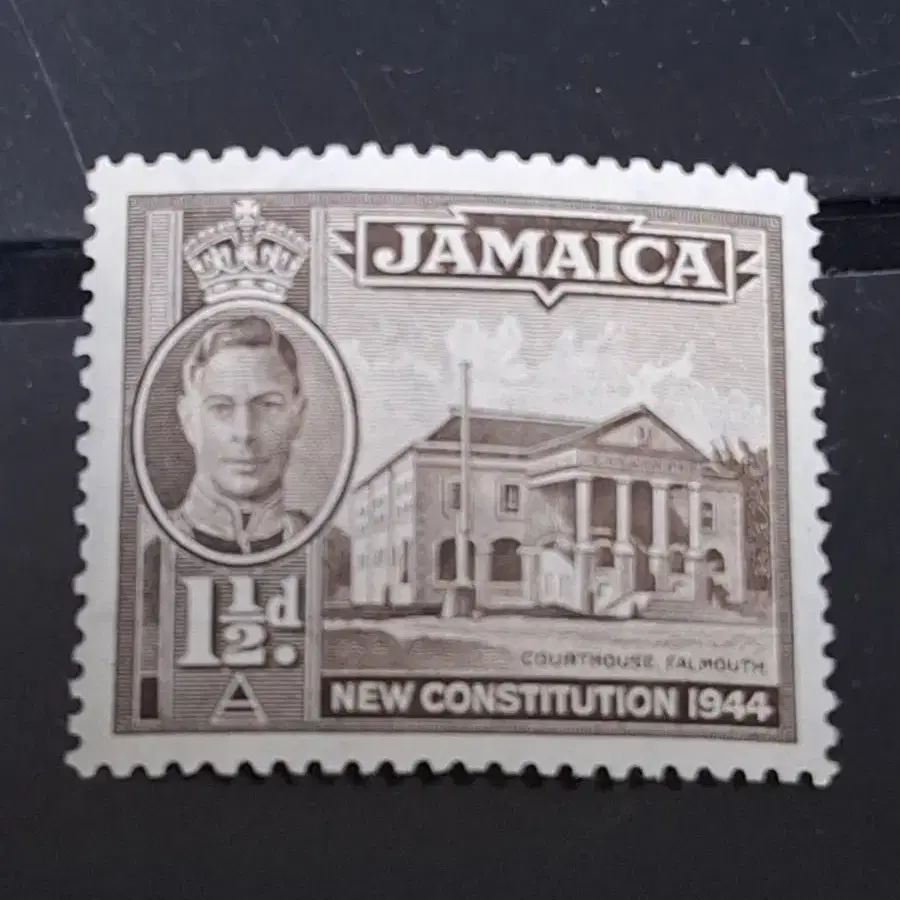 JAMAICA
1½d.
A
COURTHOUSE, FALMOUTH.
NEW CONSTITUTION 1944